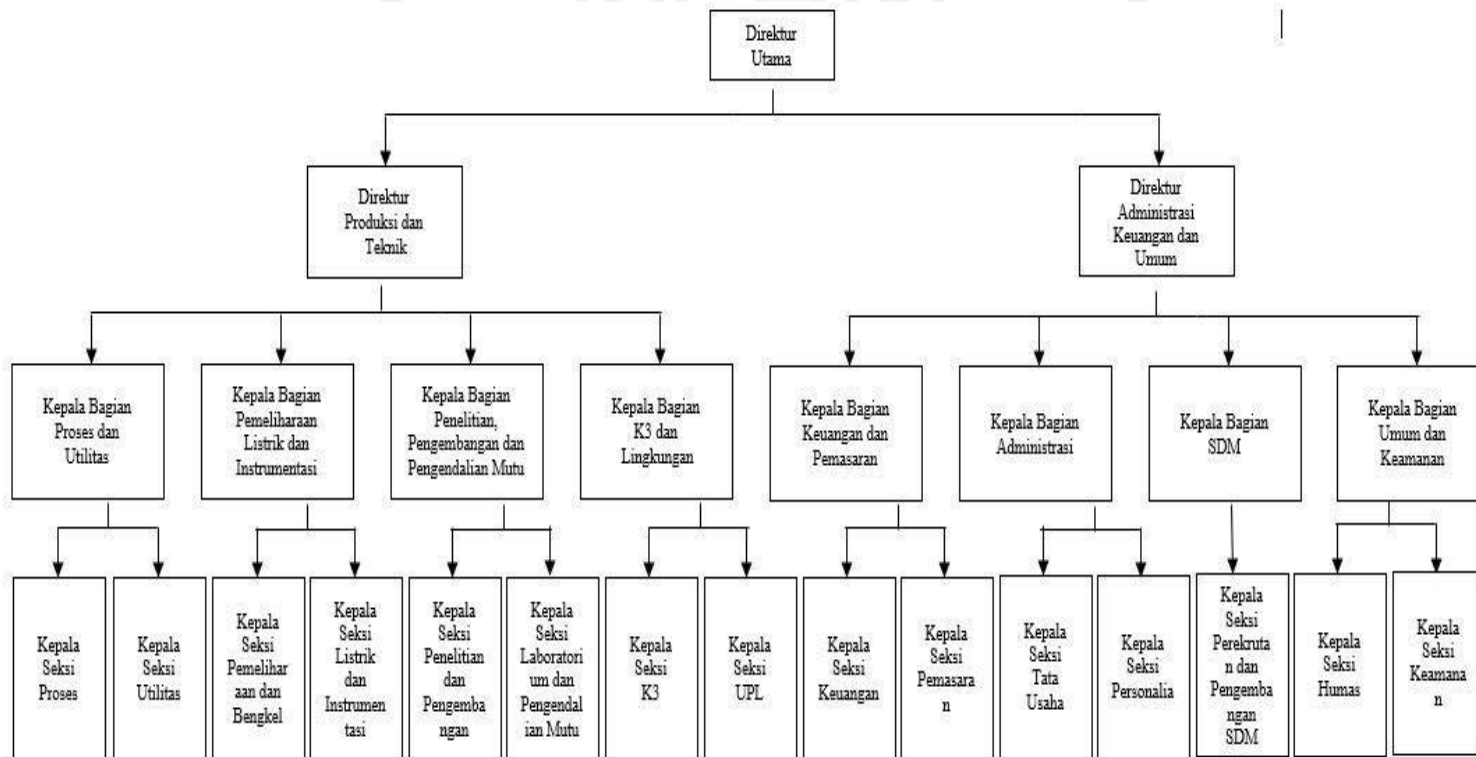 Direktur
Utama
Direktur
Produksi dan
Teknik
Direktur
Administrasi
Keuangan dan
Umum
Kepala Bagian
Proses dan
Utilitas
Kepala Bagian
Pemeliharaan
Listrik dan
Instrumentasi
Kepala Bagian
Penelitian,
Pengembangan dan
Pengendalian Mutu
Kepala Bagian
K3 dan
Lingkungan
Kepala Bagian
Keuangan dan
Pemasaran
Kepala Bagian
Administrasi
Kepala Bagian
SDM
Kepala Bagian
Umum dan
Keamanan
Kepala
Seksi
Proses
Kepala
Seksi
Utilitas
Kepala
Seksi
Pemelihar
aan dan
Bengkel
Kepala
Seksi
Listrik
dan
Instrumen
tasi
Kepala
Seksi
Penelitian
dan
Pengemba
ngan
Kepala
Seksi
Laboratori
um dan
Pengendal
ian Mutu
Kepala
Seksi
K3
Kepala
Seksi
UPL
Kepala
Seksi
Keuangan
Kepala
Seksi
Pemasara
n
Kepala
Seksi
Tata
Usaha
Kepala
Seksi
Personalia
Kepala
Seksi
Perekruta
n dan
Pengemba
ngan
SDM
Kepala
Seksi
Humas
Kepala
Seksi
Keamana
n